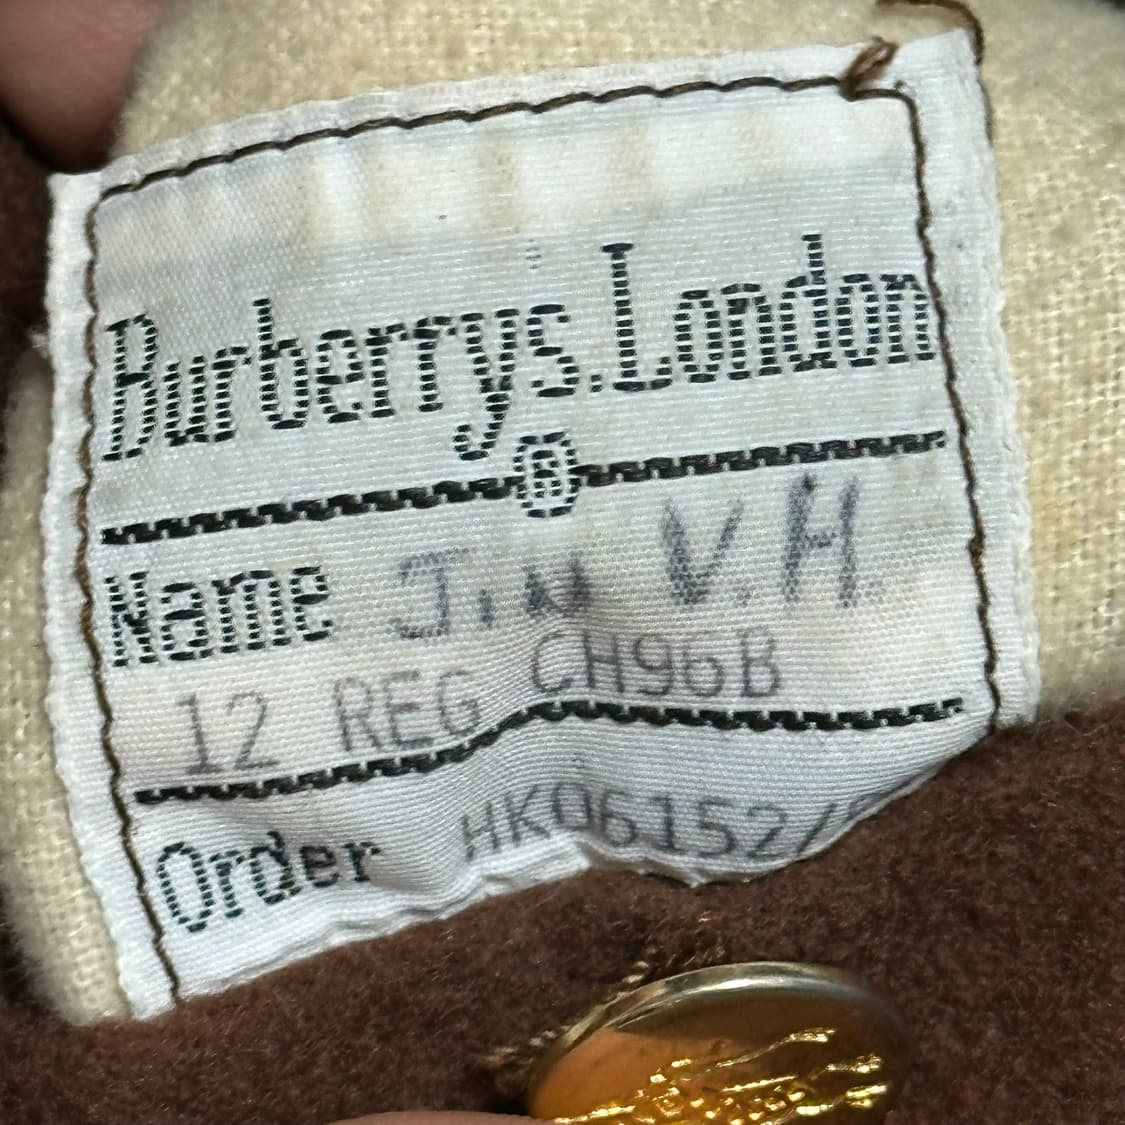 Burberrys.London
B
Name J.N V.H
12 REG CH96B
Order HK06152/